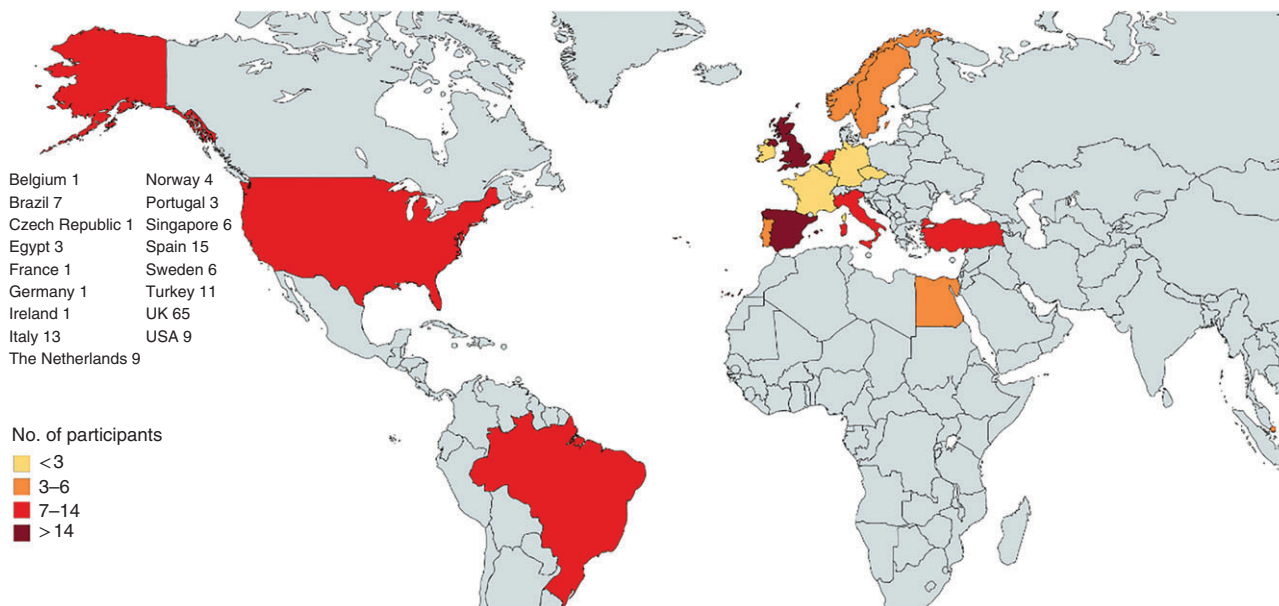 Belgium 1
Brazil 7
Czech Republic 1
Egypt 3
France 1
Germany 1
Ireland 1
Italy 13
The Netherlands 9
Norway 4
Portugal 3
Singapore 6
Spain 15
Sweden 6
Turkey 11
UK 65
USA 9
No. of participants
<3
3–6
7–14
>14